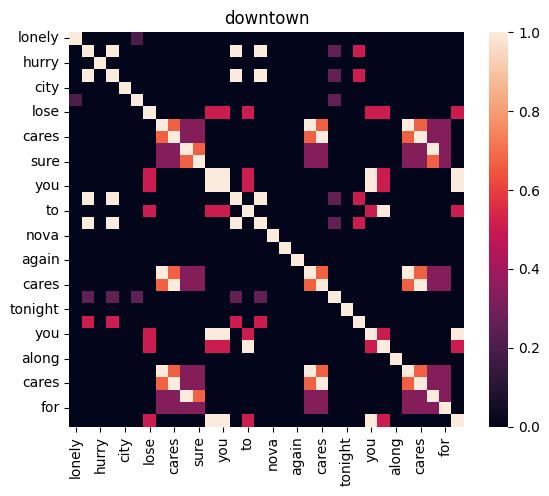 downtown
lonely
hurry
city
lose
cares
sure
you
to
nova
again
cares
tonight
you
along
cares
for
1.0
0.8
0.6
0.4
0.2
0.0
lonely
hurry
city
lose
cares
sure
you
to
nova
again
cares
tonight
you
along
cares
for